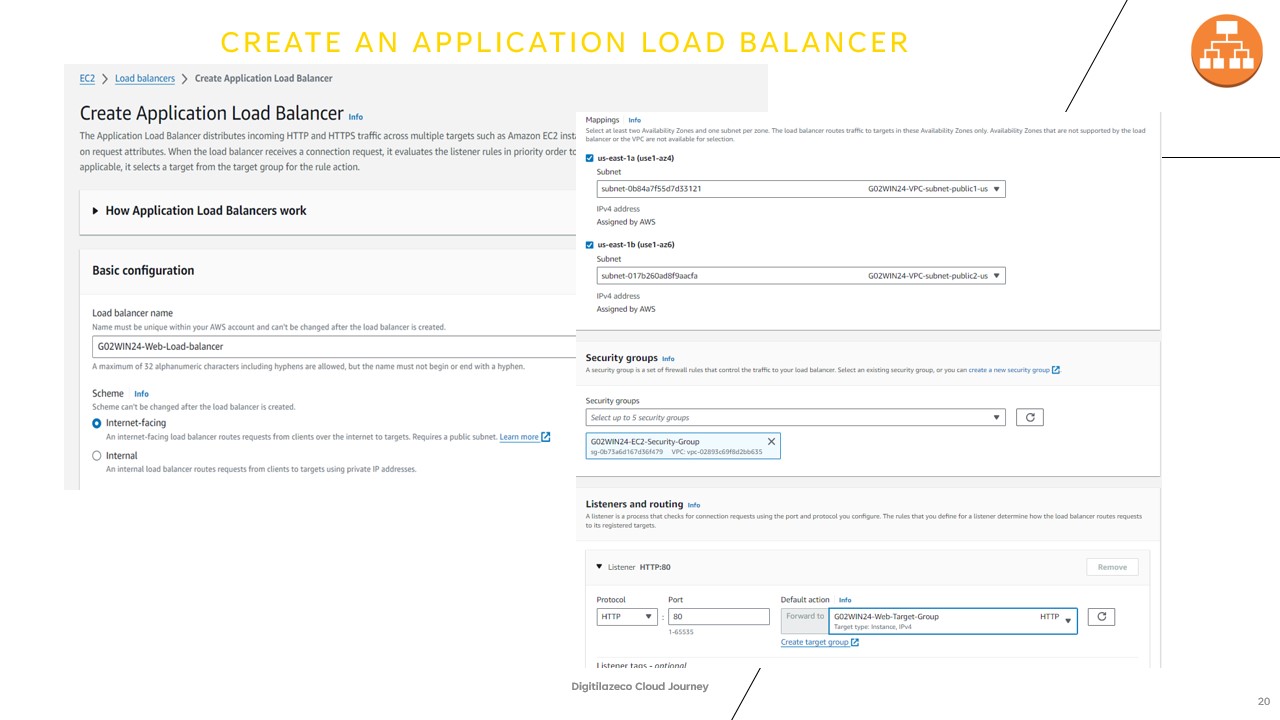 CREATE AN APPLICATION LOAD BALANCER
EC2 > Load balancers > Create Application Load Balancer
Create Application Load Balancer Info
The Application Load Balancer distributes incoming HTTP and HTTPS traffic across multiple targets such as Amazon EC2 insta
on request attributes. When the load balancer receives a connection request, it evaluates the listener rules in priority order to
applicable, it selects a target from the target group for the rule action.
How Application Load Balancers work
Basic configuration
Load balancer name
Name must be unique within your AWS account and can't be changed after the load balancer is created.
G02WIN24-Web-Load-balancer
A maximum of 32 alphanumeric characters including hyphens are allowed, but the name must not begin or end with a hyphen.
Scheme Info
Scheme can't be changed after the load balancer is created.
Internet-facing
An internet-facing load balancer routes requests from clients over the internet to targets. Requires a public subnet. Learn more
Internal
An internal load balancer routes requests from clients to targets using private IP addresses.
Mappings Info
Select at least two Availability Zones and one subnet per zone. The load balancer routes traffic to targets in these Availability Zones only. Availability Zones that are not supported by the load
balancer or the VPC are not available for selection.
us-east-1a (use1-az4)
Subnet
subnet-0b84a7f55d7d33121 G02WIN24-VPC-subnet-public1-us
IPv4 address
Assigned by AWS
us-east-1b (use1-az6)
Subnet
subnet-017b260ad8f9aacfa G02WIN24-VPC-subnet-public2-us
IPv4 address
Assigned by AWS
Security groups Info
A security group is a set of firewall rules that control the traffic to your load balancer. Select an existing security group, or you can create a new security group.
Security groups
Select up to 5 security groups
G02WIN24-EC2-Security-Group
sg-0b73a6d167d36f479 VPC: vpc-02893c69f8d2bb635
Listeners and routing Info
A listener is a process that checks for connection requests using the port and protocol you configure. The rules that you define for a listener determine how the load balancer routes requests
to its registered targets.
Listener HTTP:80
Remove
Protocol Port Default action Info
HTTP : 80 Forward to G02WIN24-Web-Target-Group HTTP
Target type: Instance, IPv4
1-65535
Create target group
Listener tags - optional
Digitilazeco Cloud Journey
20